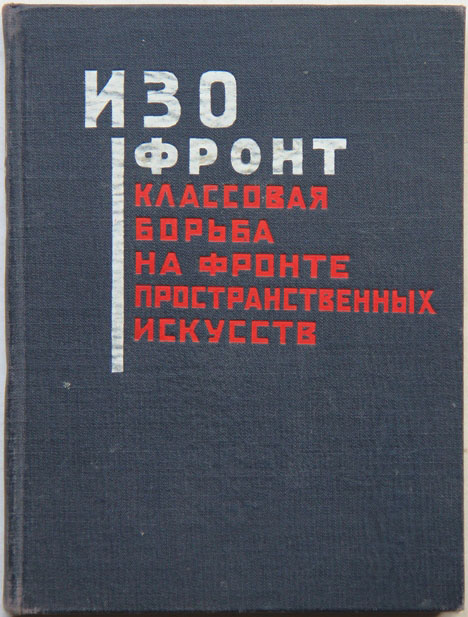 ИЗО
ФРОНТ
КЛАССОВАЯ
БОРЬБА
НА ФРОНТЕ
ПРОСТРАНСТВЕННЫХ
ИСКУССТВ